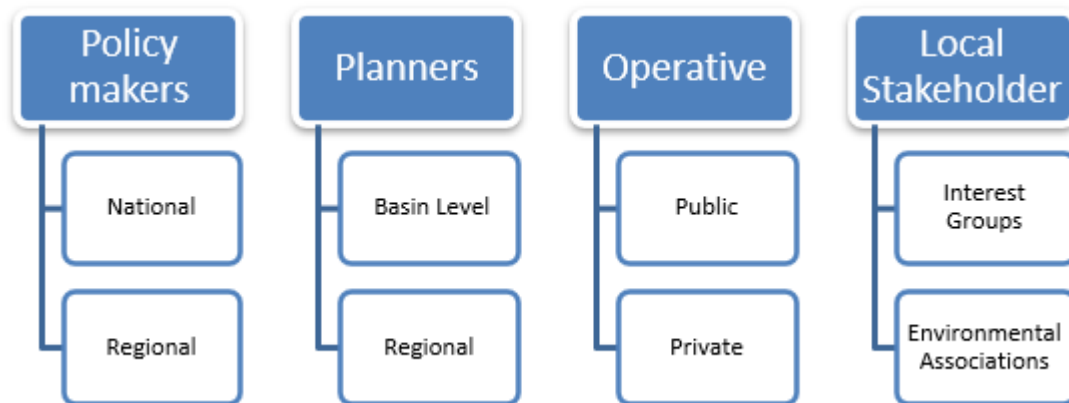 Policy
makers
Planners
Operative
Local
Stakeholder
National
Basin Level
Public
Interest
Groups
Regional
Regional
Private
Environmental
Associations